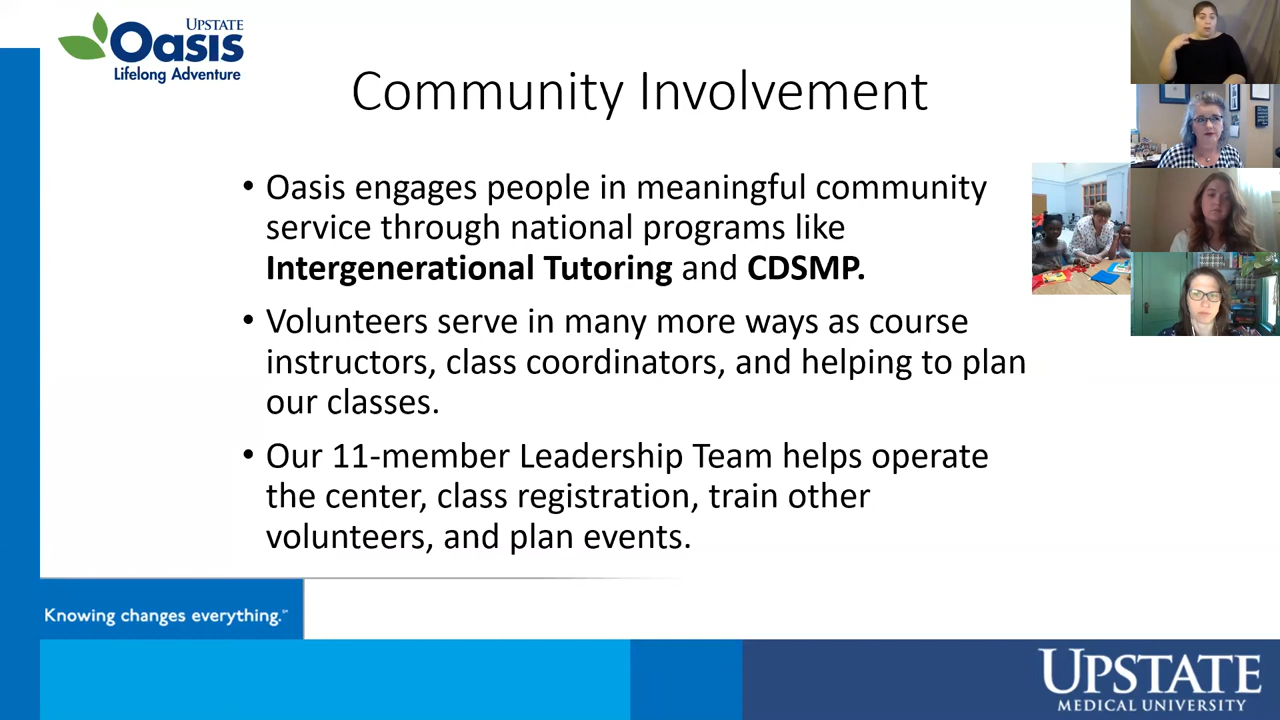 UPSTATE
Oasis
Lifelong Adventure
Community Involvement
• Oasis engages people in meaningful community
service through national programs like
Intergenerational Tutoring and CDSMP.
• Volunteers serve in many more ways as course
instructors, class coordinators, and helping to plan
our classes.
• Our 11-member Leadership Team helps operate
the center, class registration, train other
volunteers, and plan events.
Knowing changes everything.℠
UPSTATE
MEDICAL UNIVERSITY